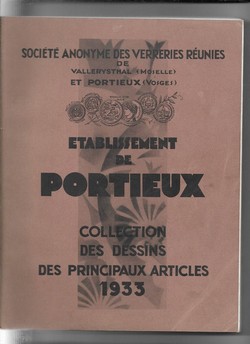 SOCIÉTÉ ANONYME DES VERRERIES RÉUNIES
DE
VALLERYSTHAL (MOSELLE)
ET PORTIEUX (VOSGES)
ETABLISSEMENT
DE
PORTIEUX
COLLECTION
DES DESSINS
DES PRINCIPAUX ARTICLES
1933